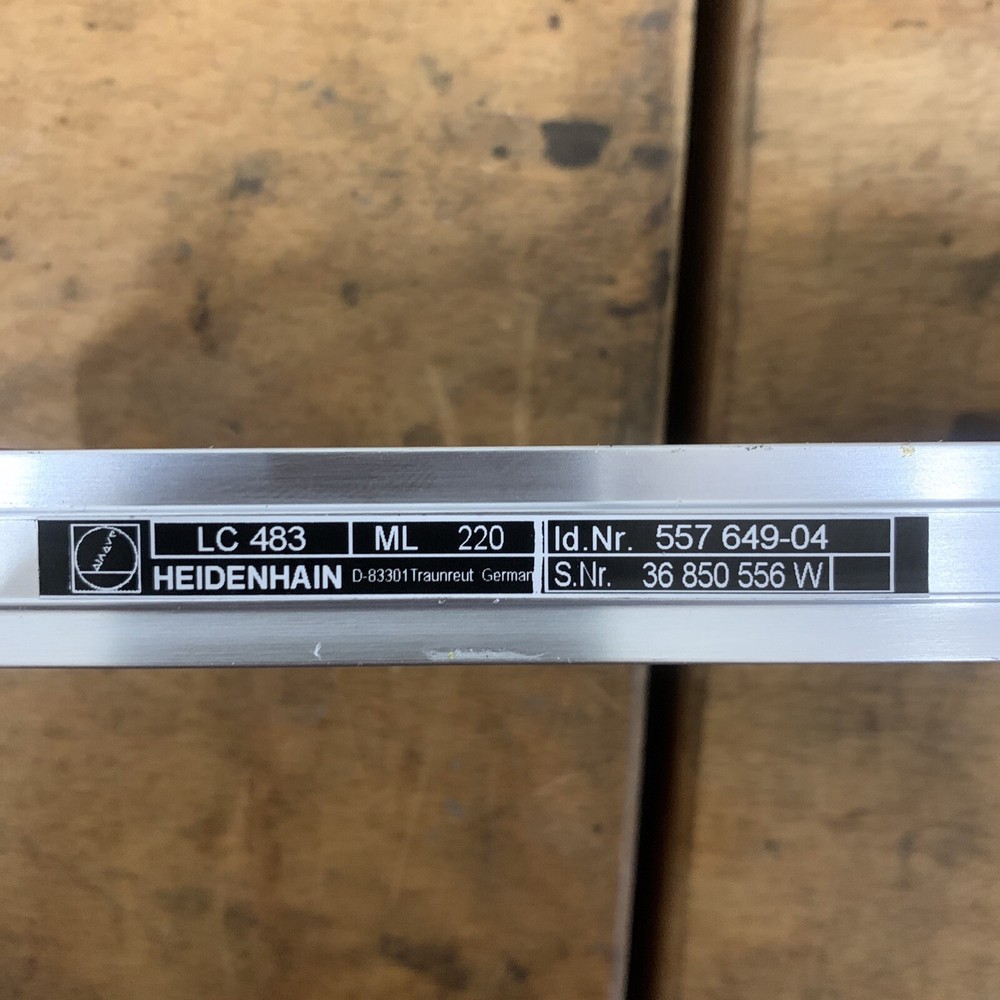 LC 483 ML 220 Id.Nr. 557 649-04
HEIDENHAIN D-83301 Traunreut German S.Nr. 36 850 556 W